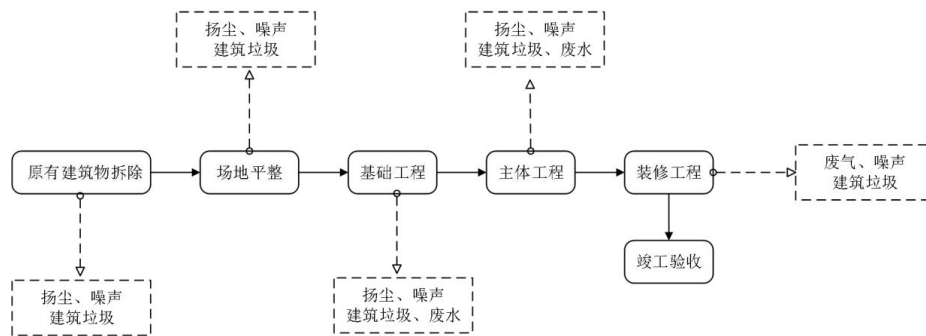 扬尘、噪声
建筑垃圾
扬尘、噪声
建筑垃圾、废水
原有建筑物拆除
场地平整
基础工程
主体工程
装修工程
废气、噪声
建筑垃圾
竣工验收
扬尘、噪声
建筑垃圾
扬尘、噪声
建筑垃圾、废水